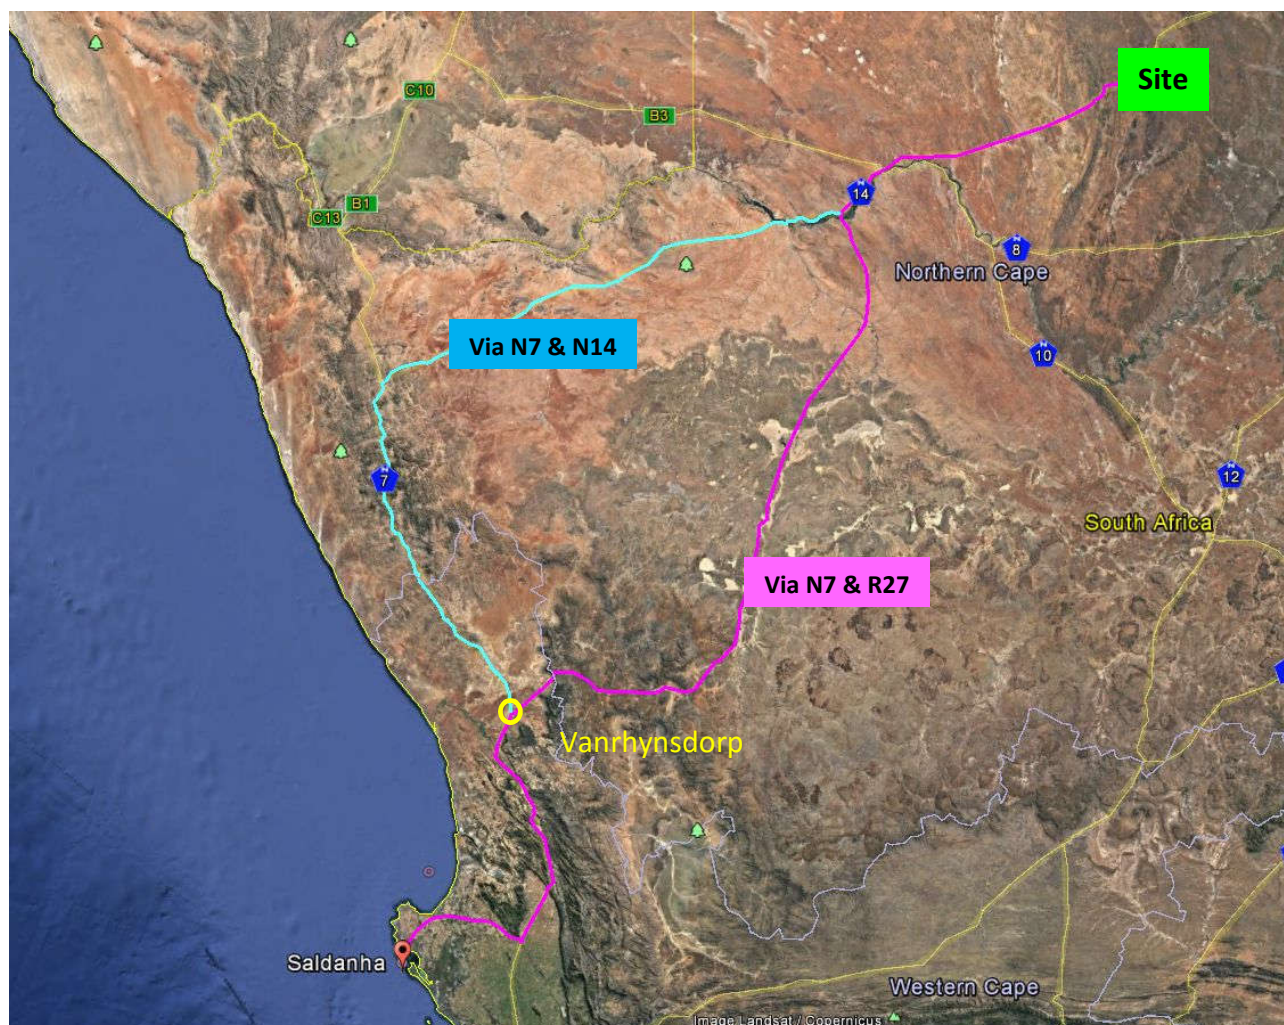 C10
B3
Site
B1
C13
14
8
Northern Cape
Via N7 & N14
10
7
12
South Africa
Via N7 & R27
Vanrhynsdorp
Saldanha
Western Cape
Image Landsat / Copernicus